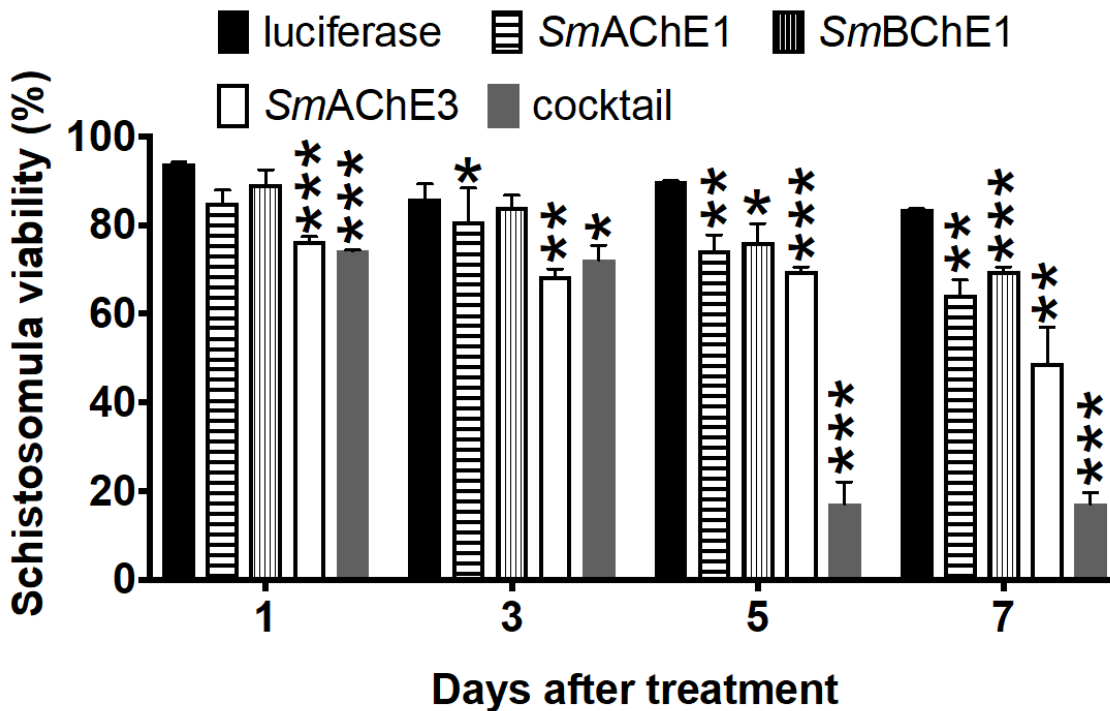 luciferase SmAChE1 SmBChE1
SmAChE3 cocktail
Schistosomula viability (%)
100
80
60
40
20
0
*** ***
* ** *
** * *** ***
** *** ** ***
1 3 5 7
Days after treatment